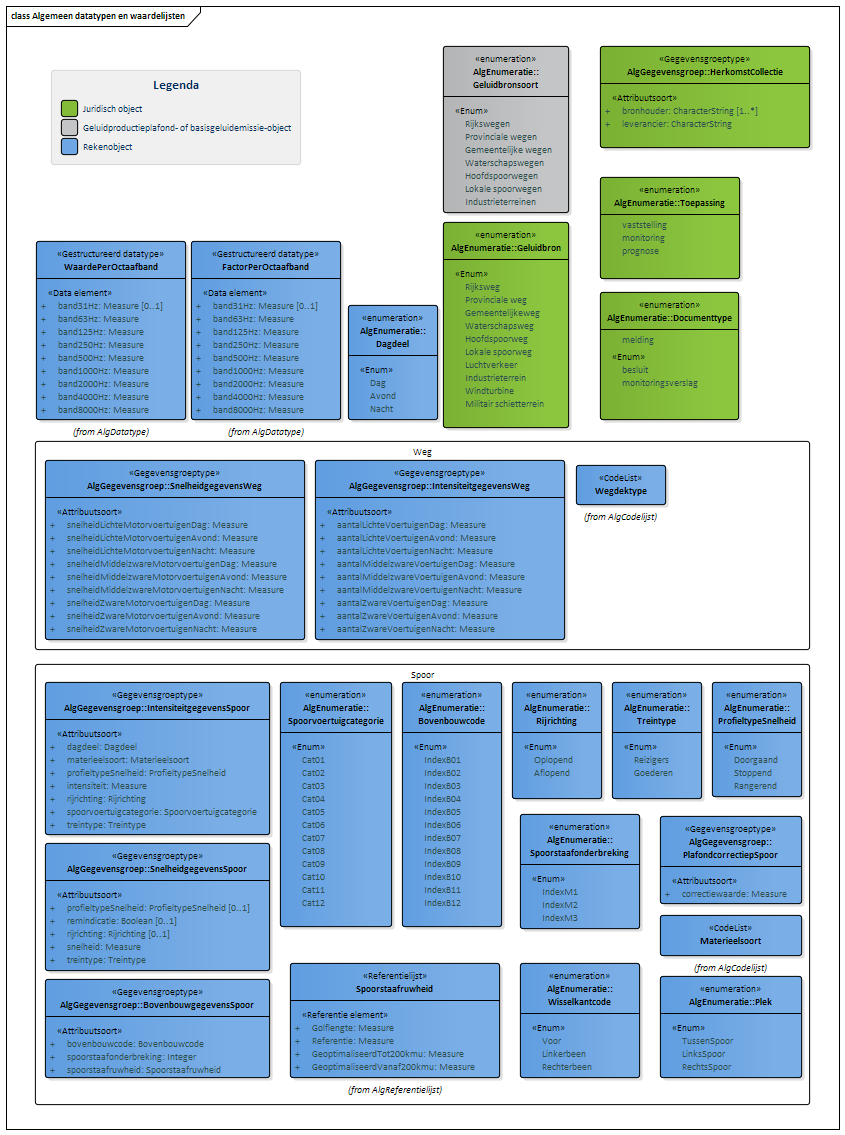 class Algemeen datatypen en waardelijsten
Legenda
Juridisch object
Geluidproductieplafond- of basisgeluidemissie-object
Rekenobject
«enumeration»
AlgEnumeratie::
Geluidbronsoort
«Enum»
Rijkswegen
Provinciale wegen
Gemeentelijke wegen
Waterschapswegen
Hoofdspoorwegen
Lokale spoorwegen
Industrieterreinen
«Gegevensgroeptype»
AlgGegevensgroep::HerkomstCollectie
«Attribuutsoort»
+ bronhouder: CharacterString [1..*]
+ leverancier: CharacterString
«enumeration»
AlgEnumeratie::Toepassing
vaststelling
monitoring
prognose
«Gestructureerd datatype»
WaardePerOctaafband
«Data element»
+ band31Hz: Measure [0..1]
+ band63Hz: Measure
+ band125Hz: Measure
+ band250Hz: Measure
+ band500Hz: Measure
+ band1000Hz: Measure
+ band2000Hz: Measure
+ band4000Hz: Measure
+ band8000Hz: Measure
(from AlgDatatype)
«Gestructureerd datatype»
FactorPerOctaafband
«Data element»
+ band31Hz: Measure [0..1]
+ band63Hz: Measure
+ band125Hz: Measure
+ band250Hz: Measure
+ band500Hz: Measure
+ band1000Hz: Measure
+ band2000Hz: Measure
+ band4000Hz: Measure
+ band8000Hz: Measure
(from AlgDatatype)
«enumeration»
AlgEnumeratie::
Dagdeel
«Enum»
Dag
Avond
Nacht
«enumeration»
AlgEnumeratie::Geluidbron
«Enum»
Rijksweg
Provinciale weg
Gemeentelijkeweg
Waterschapsweg
Hoofdspoorweg
Lokale spoorweg
Luchtverkeer
Industrieterrein
Windturbine
Militair schietterrein
«enumeration»
AlgEnumeratie::Documenttype
melding
«Enum»
besluit
monitoringsverslag
Weg
«Gegevensgroeptype»
AlgGegevensgroep::SnelheidgegevensWeg
«Attribuutsoort»
+ snelheidLichteMotorvoertuigenDag: Measure
+ snelheidLichteMotorvoertuigenAvond: Measure
+ snelheidLichteMotorvoertuigenNacht: Measure
+ snelheidMiddelzwareMotorvoertuigenDag: Measure
+ snelheidMiddelzwareMotorvoertuigenAvond: Measure
+ snelheidMiddelzwareMotorvoertuigenNacht: Measure
+ snelheidZwareMotorvoertuigenDag: Measure
+ snelheidZwareMotorvoertuigenAvond: Measure
+ snelheidZwareMotorvoertuigenNacht: Measure
«Gegevensgroeptype»
AlgGegevensgroep::IntensiteitgegevensWeg
«Attribuutsoort»
+ aantalLichteVoertuigenDag: Measure
+ aantalLichteVoertuigenAvond: Measure
+ aantalLichteVoertuigenNacht: Measure
+ aantalMiddelzwareVoertuigenDag: Measure
+ aantalMiddelzwareVoertuigenAvond: Measure
+ aantalMiddelzwareVoertuigenNacht: Measure
+ aantalZwareVoertuigenDag: Measure
+ aantalZwareVoertuigenAvond: Measure
+ aantalZwareVoertuigenNacht: Measure
«CodeList»
Wegdektype
(from AlgCodelijst)
Spoor
«Gegevensgroeptype»
AlgGegevensgroep::IntensiteitgegevensSpoor
«Attribuutsoort»
+ dagdeel: Dagdeel
+ materieelsoort: Materieelsoort
+ profieltypeSnelheid: ProfieltypeSnelheid
+ intensiteit: Measure
+ rijrichting: Rijrichting
+ spoorvoertuigcategorie: Spoorvoertuigcategorie
+ treintype: Treintype
«Gegevensgroeptype»
AlgGegevensgroep::SnelheidgegevensSpoor
«Attribuutsoort»
+ profieltypeSnelheid: ProfieltypeSnelheid [0..1]
+ remindicatie: Boolean [0..1]
+ rijrichting: Rijrichting [0..1]
+ snelheid: Measure
+ treintype: Treintype
«Gegevensgroeptype»
AlgGegevensgroep::BovenbouwgegevensSpoor
«Attribuutsoort»
+ bovenbouwcode: Bovenbouwcode
+ spoorstaafonderbreking: Integer
+ spoorstaafruwheid: Spoorstaafruwheid
«enumeration»
AlgEnumeratie::
Spoorvoertuigcategorie
«Enum»
Cat01
Cat02
Cat03
Cat04
Cat05
Cat06
Cat07
Cat08
Cat09
Cat10
Cat11
Cat12
«enumeration»
AlgEnumeratie::
Bovenbouwcode
«Enum»
IndexB01
IndexB02
IndexB03
IndexB04
IndexB05
IndexB06
IndexB07
IndexB08
IndexB09
IndexB10
IndexB11
IndexB12
«enumeration»
AlgEnumeratie::
Rijrichting
«Enum»
Oplopend
Aflopend
«enumeration»
AlgEnumeratie::
Treintype
«Enum»
Reizigers
Goederen
«enumeration»
AlgEnumeratie::
ProfieltypeSnelheid
«Enum»
Doorgaand
Stoppend
Rangerend
«enumeration»
AlgEnumeratie::
Spoorstaafonderbreking
«Enum»
IndexM1
IndexM2
IndexM3
«Gegevensgroeptype»
AlgGegevensgroep::
PlafondcorrectiepSpoor
«Attribuutsoort»
+ correctiewaarde: Measure
«CodeList»
Materieelsoort
(from AlgCodelijst)
«Referentielijst»
Spoorstaafruwheid
«Referentie element»
+ Golflengte: Measure
+ Referentie: Measure
+ GeoptimaliseerdTot200kmu: Measure
+ GeoptimaliseerdVanaf200kmu: Measure
(from AlgReferentielijst)
«enumeration»
AlgEnumeratie::
Wisselkantcode
«Enum»
Voor
Linkerbeen
Rechterbeen
«enumeration»
AlgEnumeratie::Plek
«Enum»
TussenSpoor
LinksSpoor
RechtsSpoor